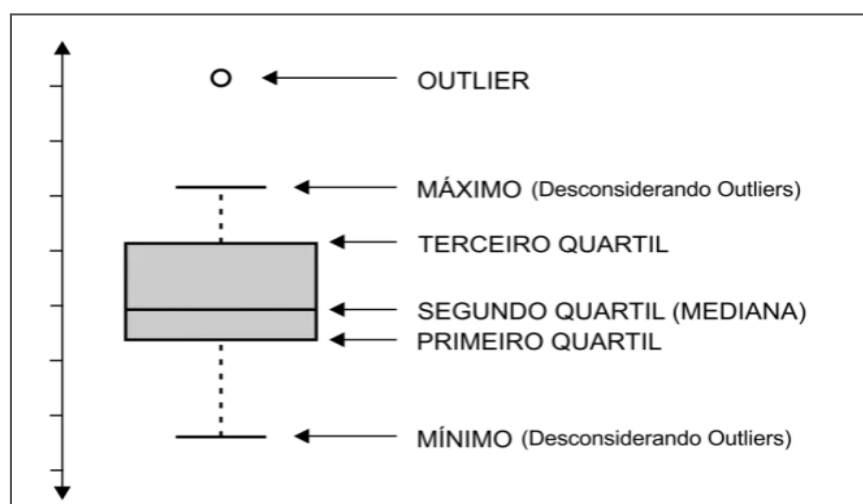 OUTLIER
MÁXIMO (Desconsiderando Outliers)
TERCEIRO QUARTIL
SEGUNDO QUARTIL (MEDIANA)
PRIMEIRO QUARTIL
MÍNIMO (Desconsiderando Outliers)